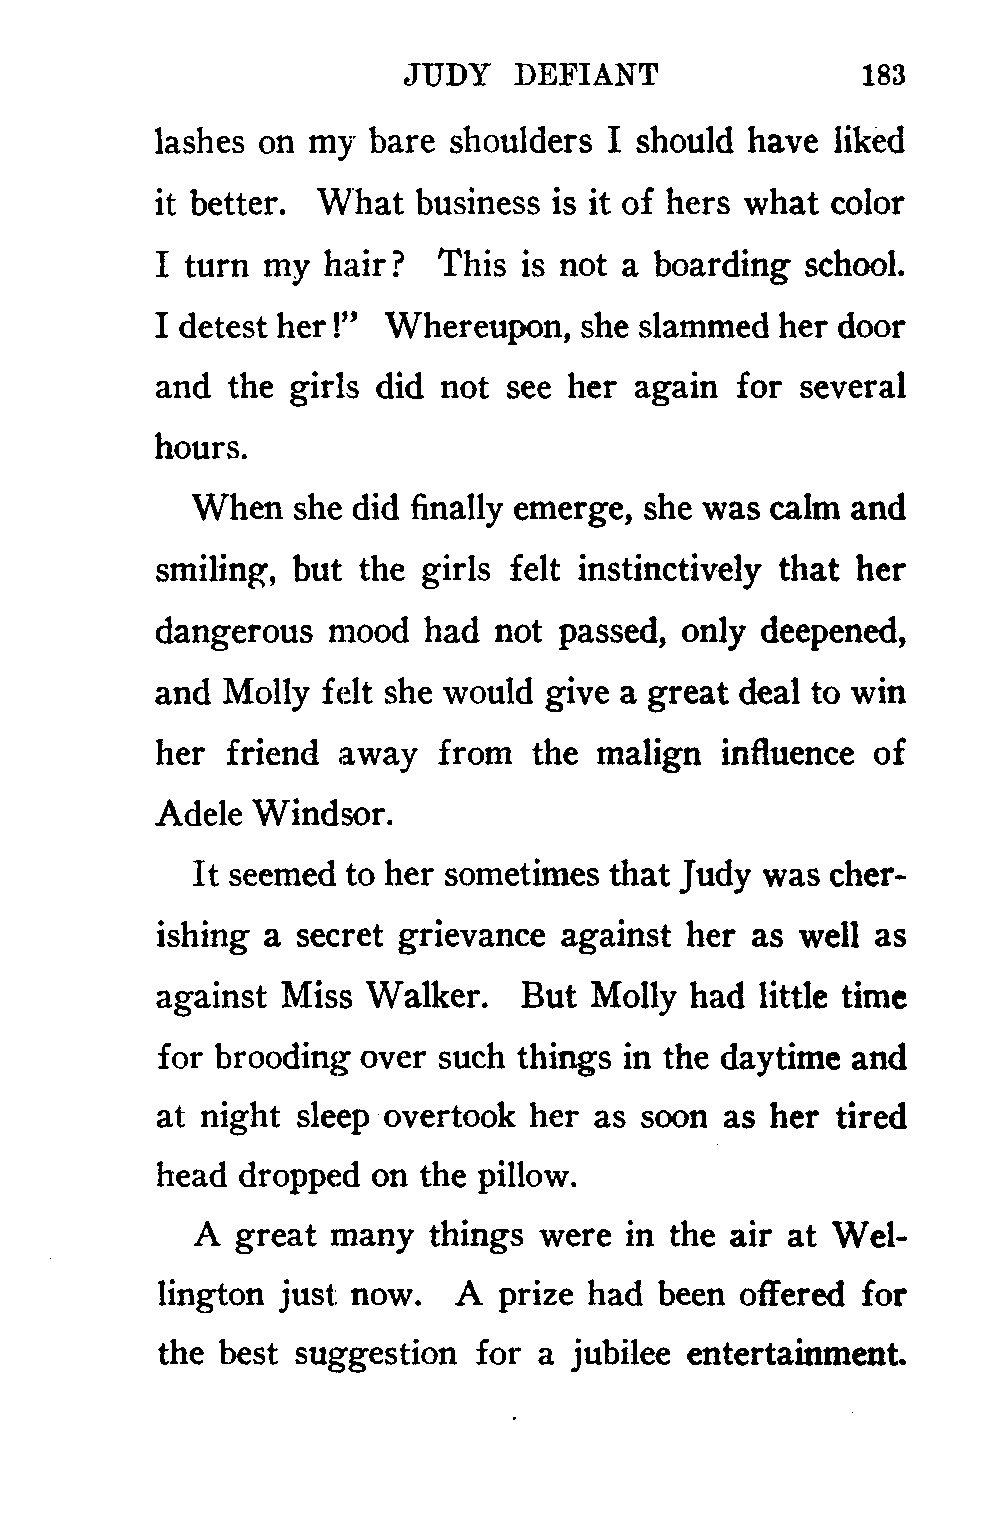 JUDY DEFIANT 183
lashes on my bare shoulders I should have liked
it better. What business is it of hers what color
I turn my hair? This is not a boarding school.
I detest her!” Whereupon, she slammed her door
and the girls did not see her again for several
hours.
When she did finally emerge, she was calm and
smiling, but the girls felt instinctively that her
dangerous mood had not passed, only deepened,
and Molly felt she would give a great deal to win
her friend away from the malign influence of
Adele Windsor.
It seemed to her sometimes that Judy was cher-
ishing a secret grievance against her as well as
against Miss Walker. But Molly had little time
for brooding over such things in the daytime and
at night sleep overtook her as soon as her tired
head dropped on the pillow.
A great many things were in the air at Wel-
lington just now. A prize had been offered for
the best suggestion for a jubilee entertainment.